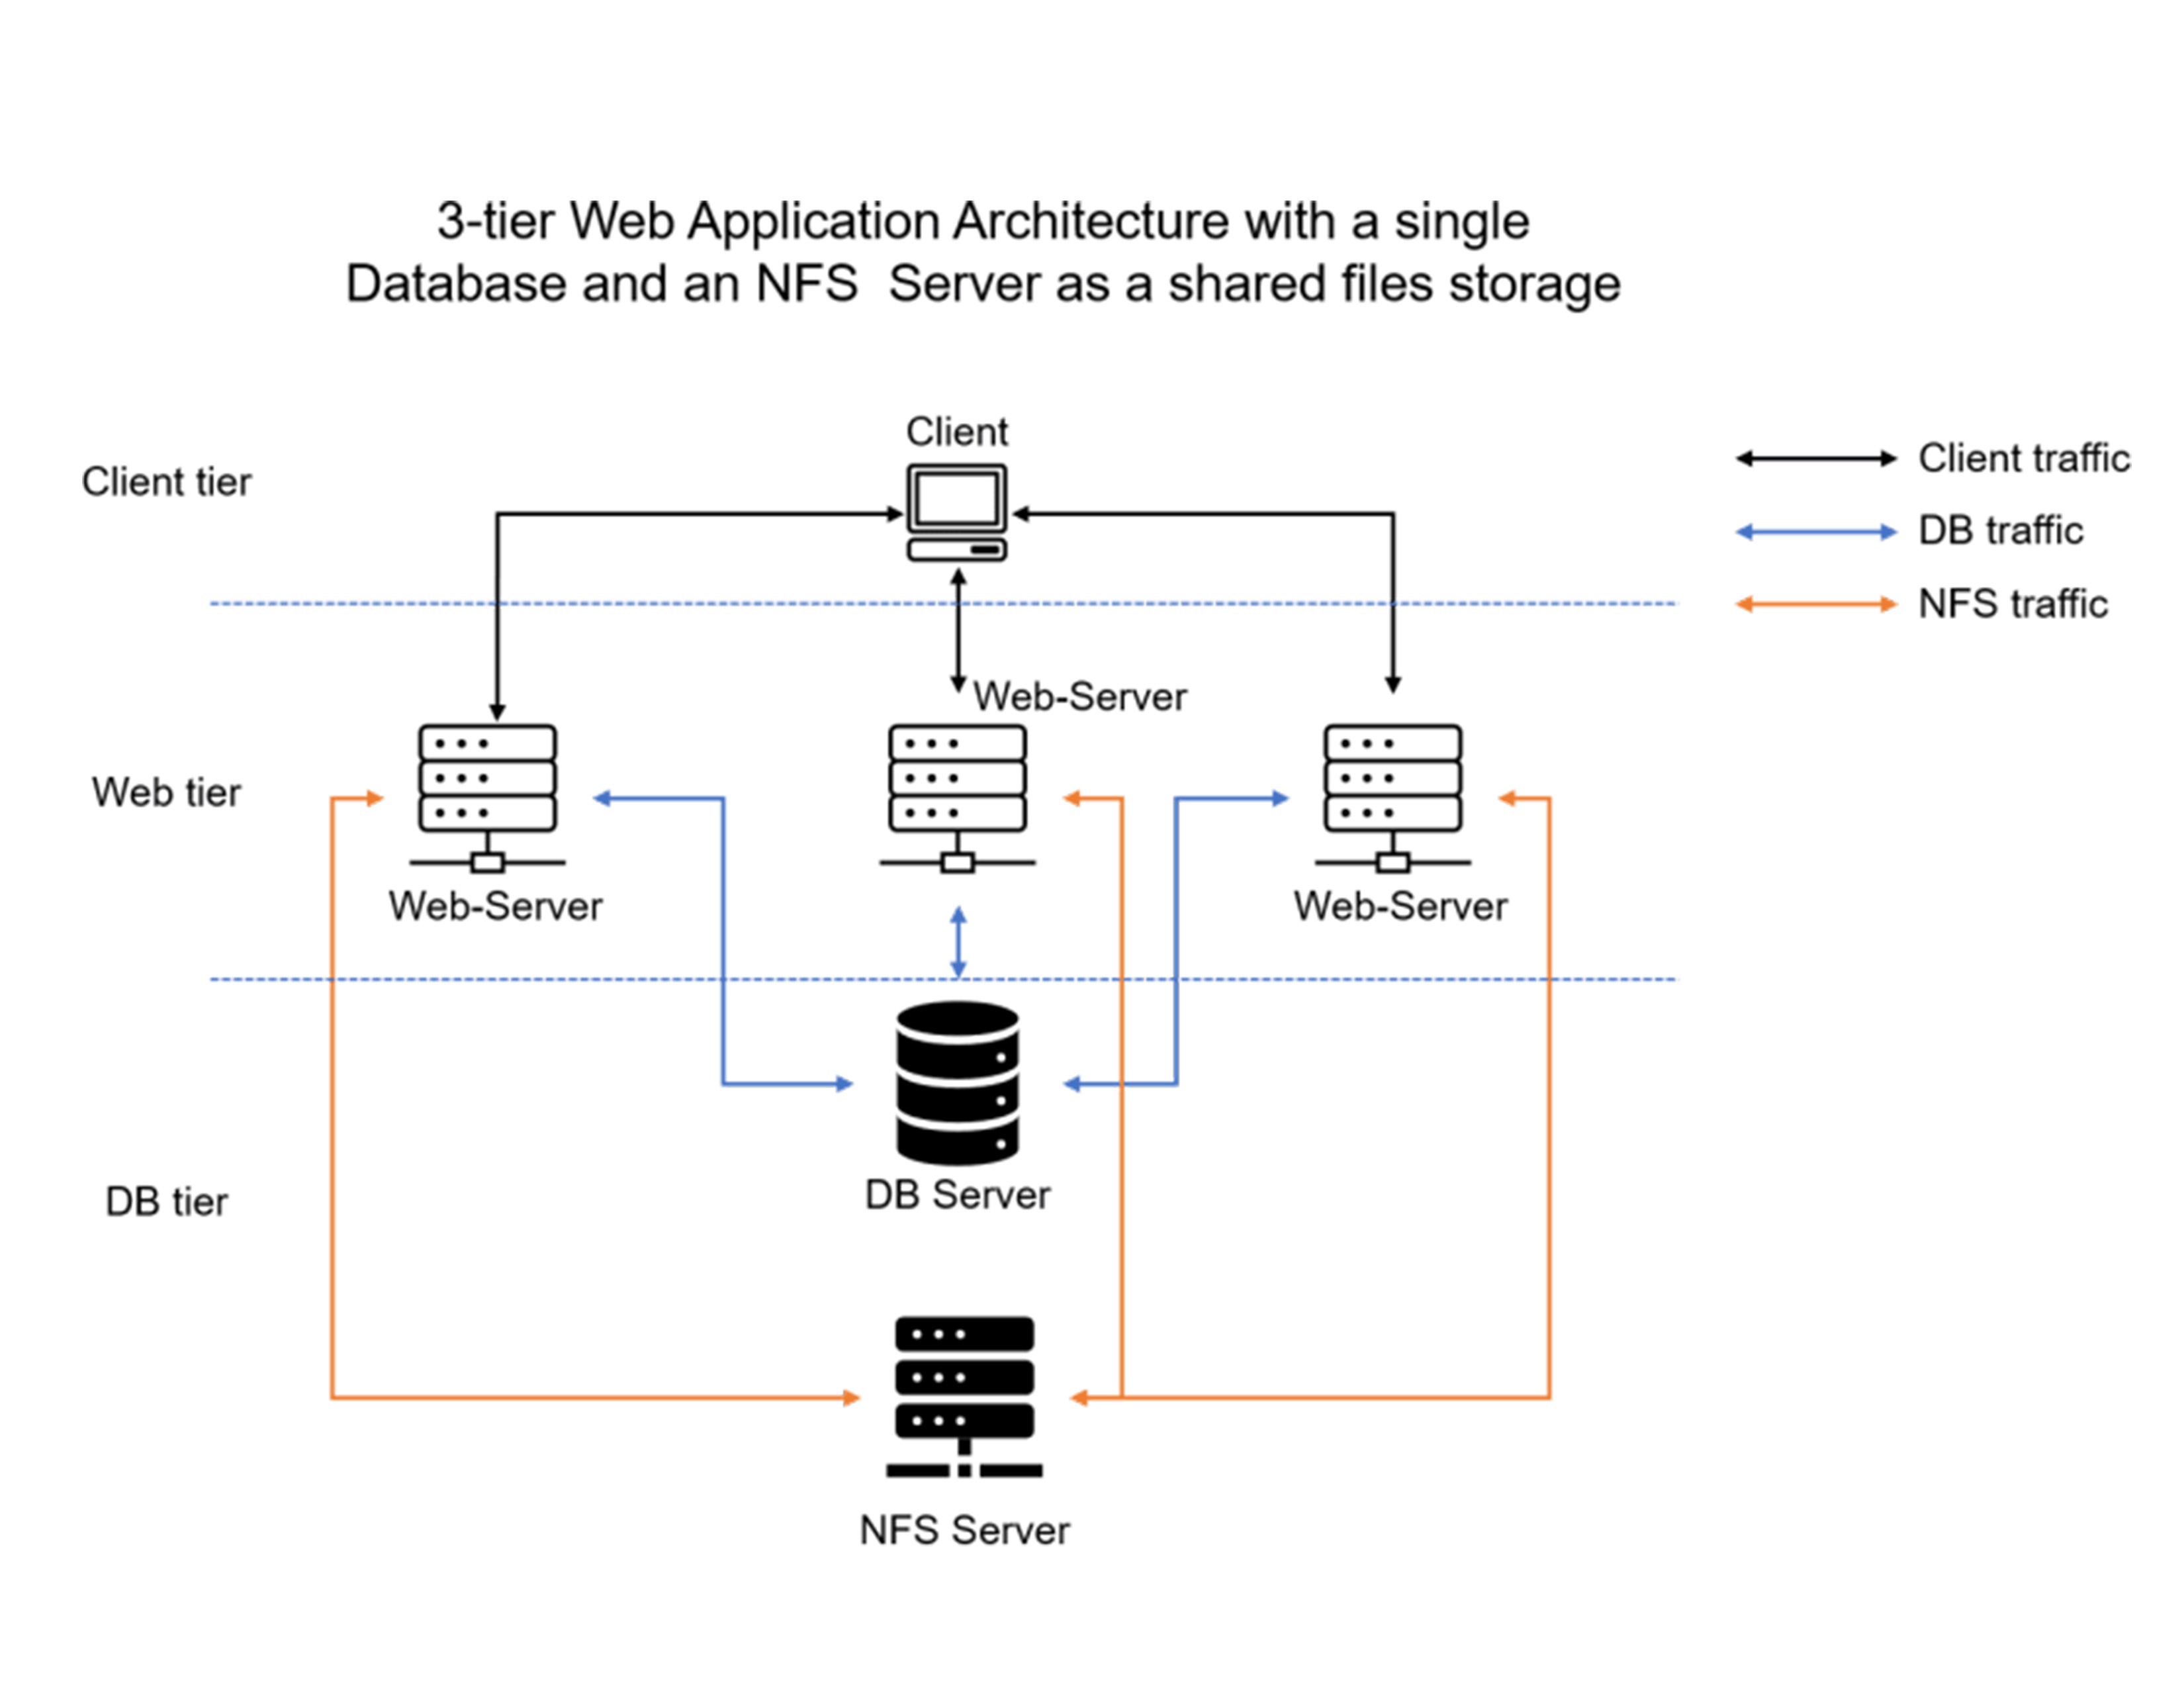 3-tier Web Application Architecture with a single
Database and an NFS Server as a shared files storage
Client
Client tier
Client traffic
DB traffic
NFS traffic
Web-Server
Web tier
Web-Server
Web-Server
DB Server
DB tier
NFS Server